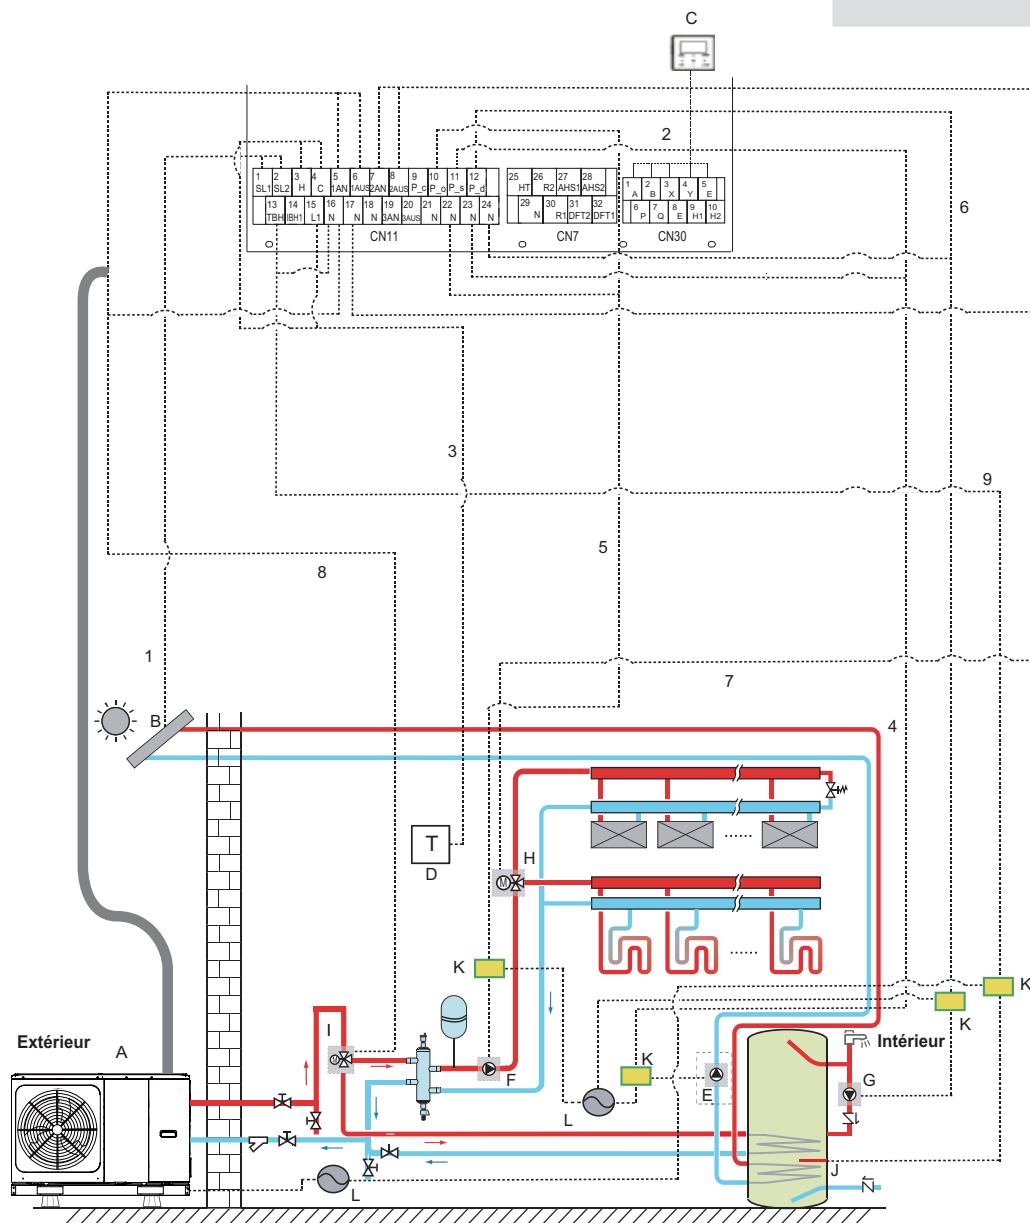 C
2
6
1 2 3 4 5 6 7 8 9 10 11 12
SL1 SL2 H C 1AN 1AUS 2AN 2AUS P_c P_o P_s P_d
13 14 15 16 17 18 19 20 21 22 23 24
TBH IBH1 L1 N N N 3AN 3AUS N N N N
CN11
25 26 27 28
HT R2 AHS1 AHS2
29 30 31 32
N R1 DFT2 DFT1
CN7
1 2 3 4 5
A B X Y E
6 7 8 9 10
P Q E H1 H2
CN30
3
9
5
8
1
7
B
4
T
D
H
M
K
K
K
I
M
F
K
Extérieur
A
Intérieur
G
E
L
J
L